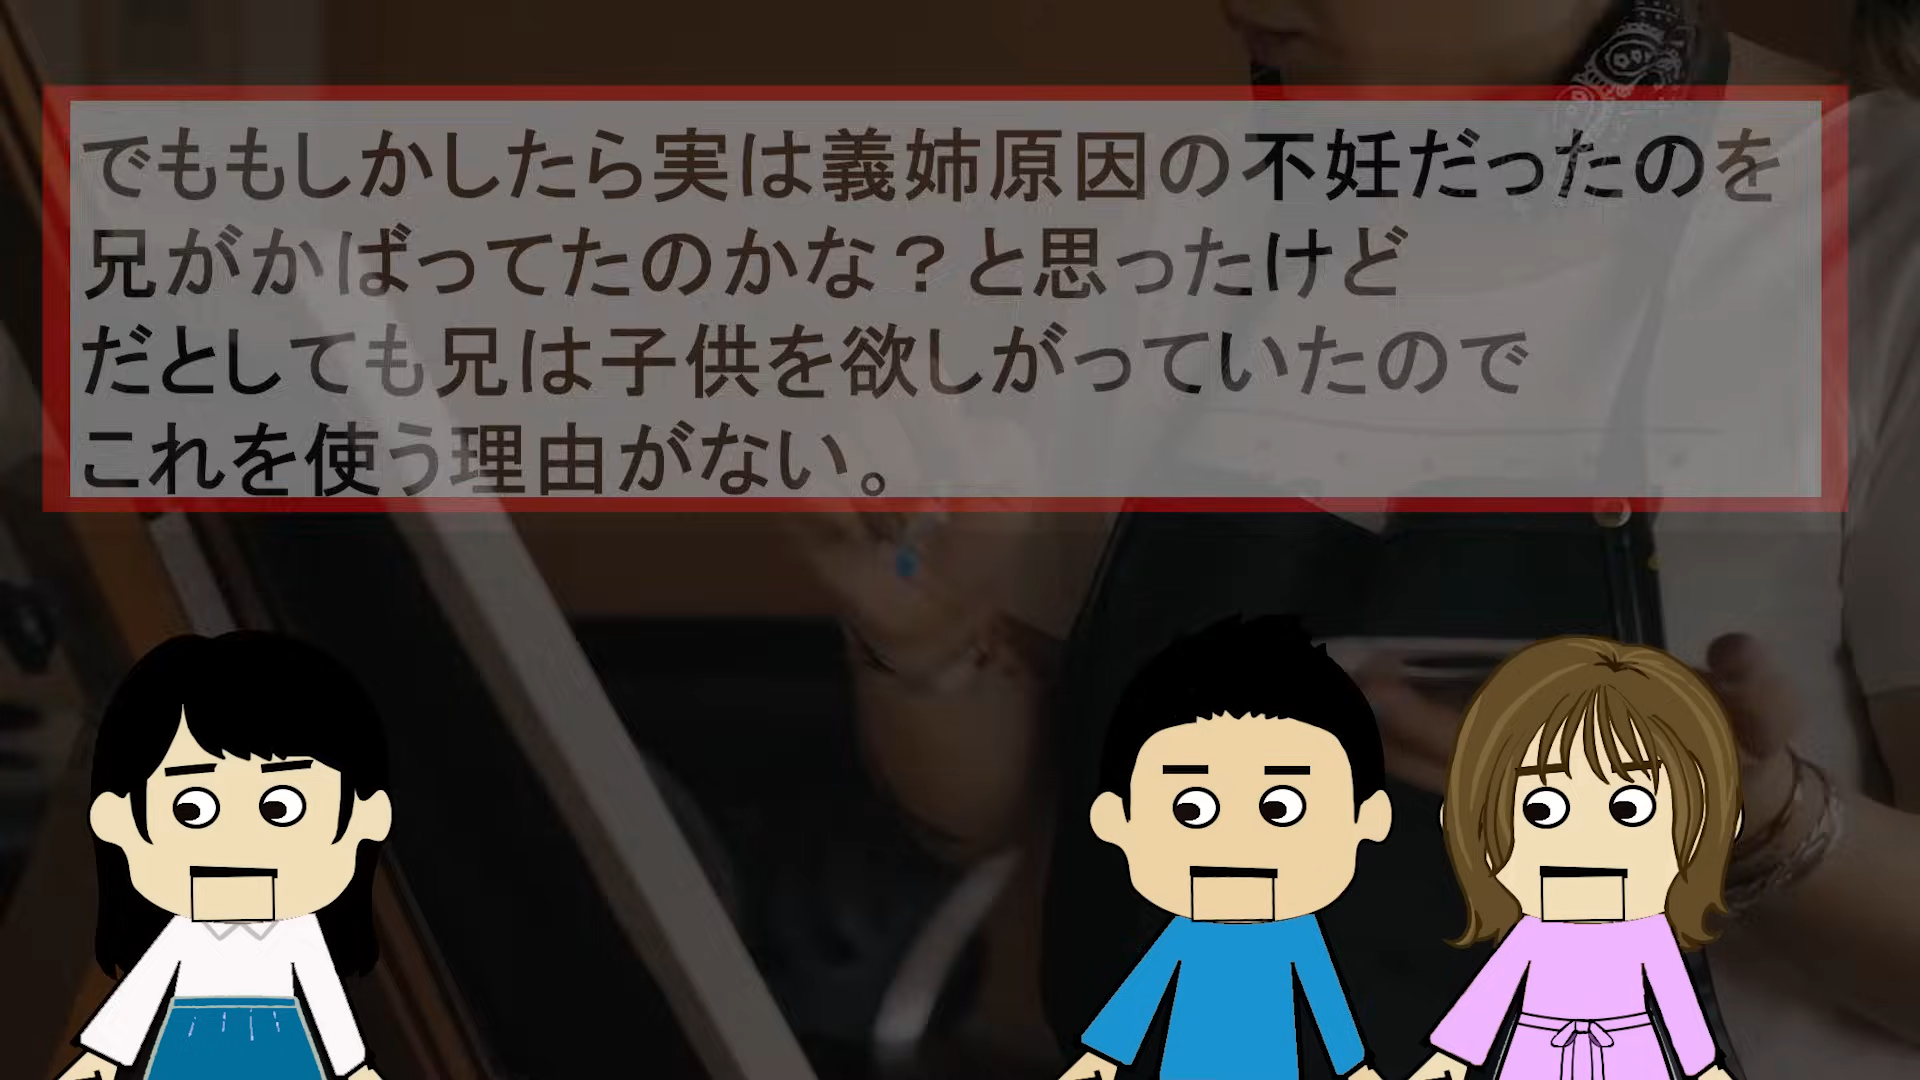 でももしかしたら実は義姉原因の不妊だったのを
兄がかばってたのかな？と思ったけど
だとしても兄は子供を欲しがっていたので
これを使う理由がない。